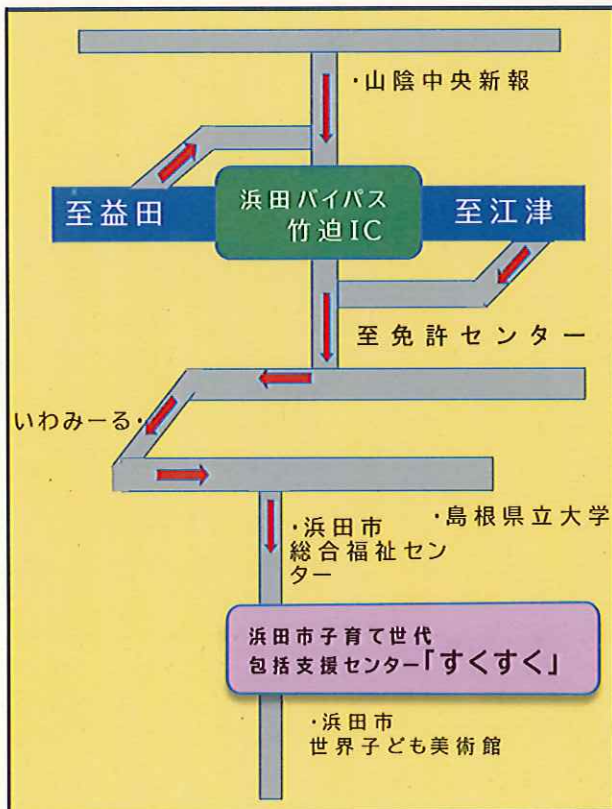 ・山陰中央新報
至益田
浜田バイパス
竹迫IC
至江津
至免許センター
いわみーる・
・島根県立大学
・浜田市
総合福祉セン
ター
浜田市子育て世代
包括支援センター「すくすく」
・浜田市
世界子ども美術館